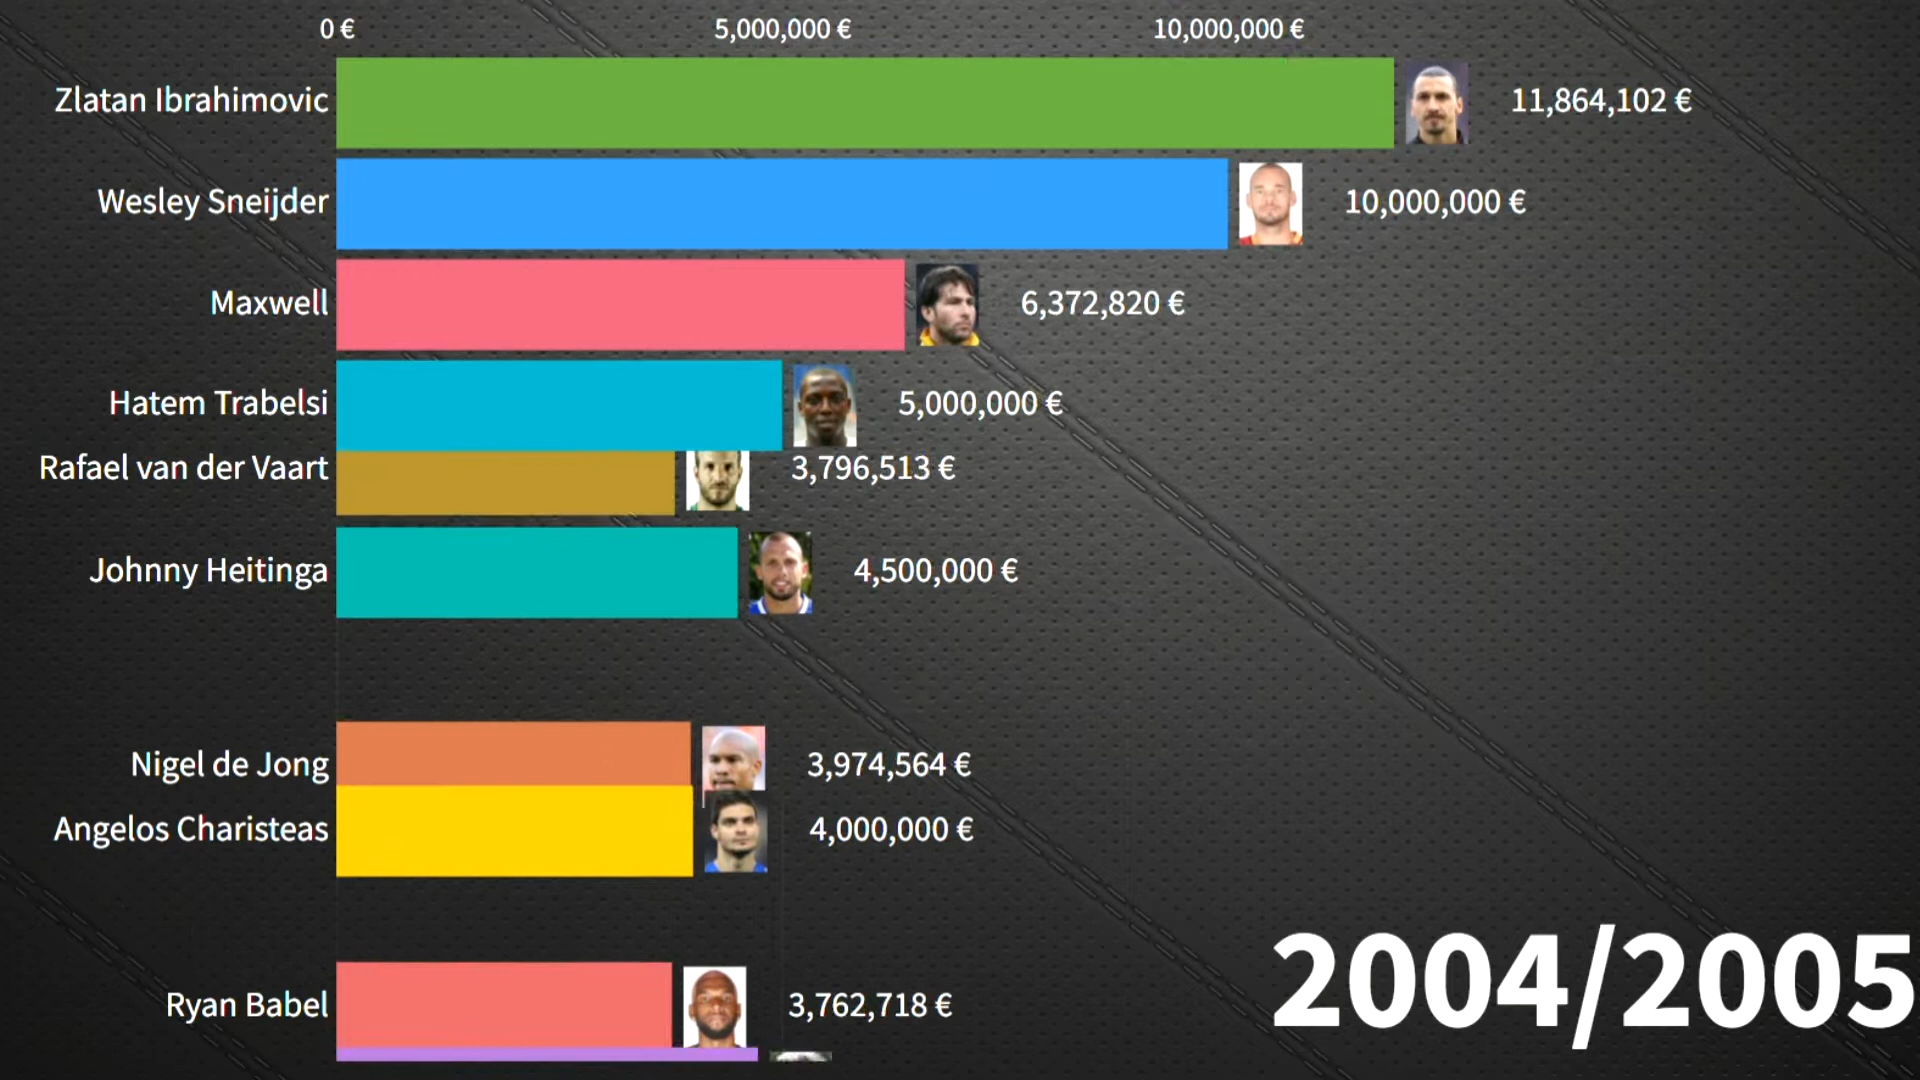 0 € 5,000,000 € 10,000,000 €
Zlatan Ibrahimovic 11,864,102 €
Wesley Sneijder 10,000,000 €
Maxwell 6,372,820 €
Hatem Trabelsi 5,000,000 €
Rafael van der Vaart 3,796,513 €
Johnny Heitinga 4,500,000 €
Nigel de Jong 3,974,564 €
Angelos Charisteas 4,000,000 €
Ryan Babel 3,762,718 €
2004/2005